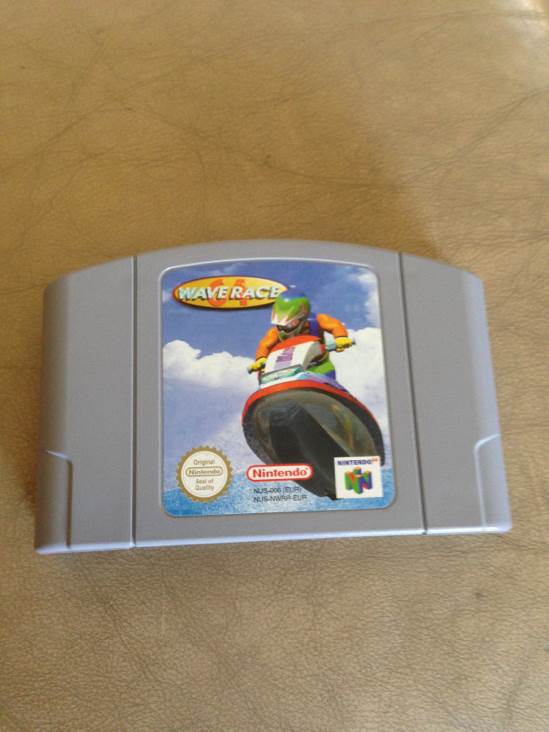 WAVE RACE
64
Original
Nintendo
Seal of
Quality
Nintendo
NUS-006 (EUR)
NUS-NWRP-EUR
NINTENDO64